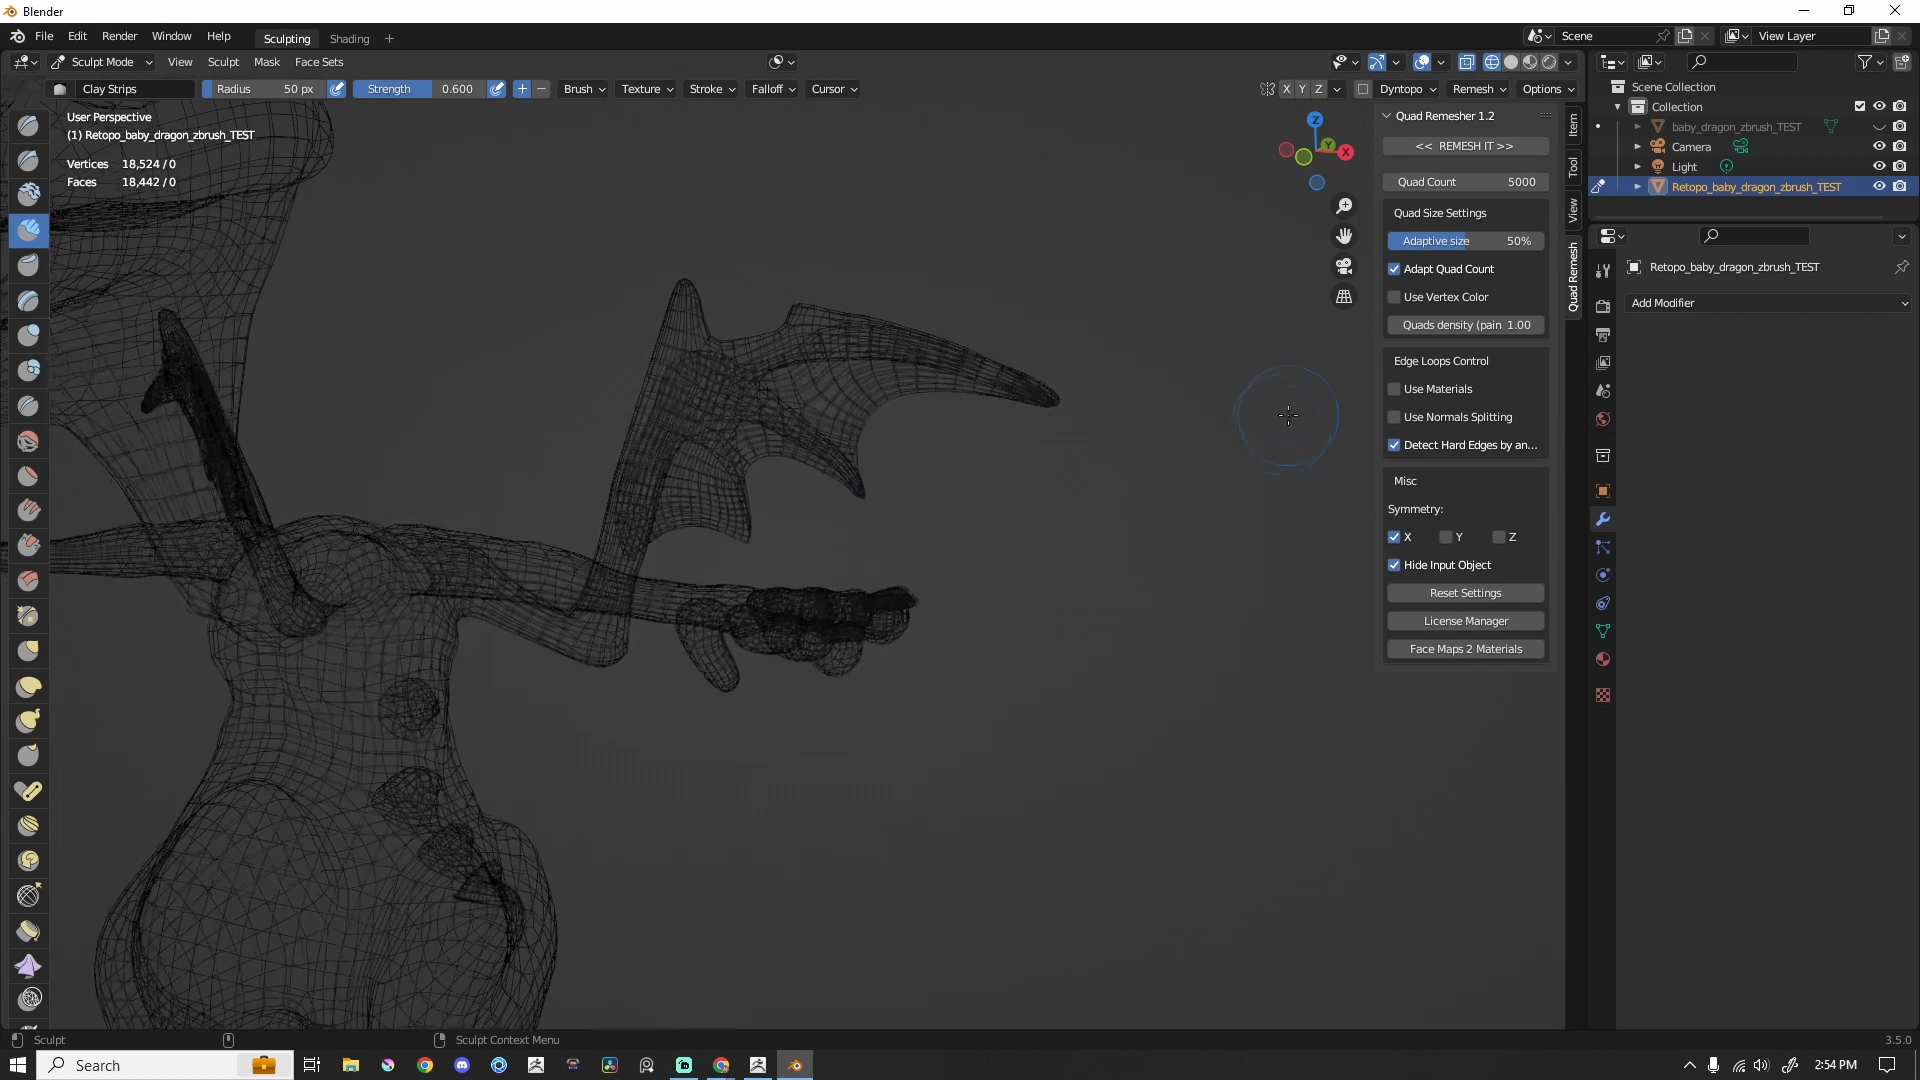 Blender
File Edit Render Window Help Sculpting Shading + Scene View Layer
Sculpt Mode View Sculpt Mask Face Sets
Clay Strips Radius 50 px Strength 0.600 + − Brush Texture Stroke Falloff Cursor X Y Z Dyntopo Remesh Options
User Perspective
(1) Retopo_baby_dragon_zbrush_TEST
Vertices 18,524 / 0
Faces 18,442 / 0
Z
Y
X
Quad Remesher 1.2
<< REMESH IT >>
Quad Count 5000
Quad Size Settings
Adaptive size 50%
Adapt Quad Count
Use Vertex Color
Quads density (pain 1.00
Edge Loops Control
Use Materials
Use Normals Splitting
Detect Hard Edges by an...
Misc
Symmetry:
X Y Z
Hide Input Object
Reset Settings
License Manager
Face Maps 2 Materials
Item
Tool
View
Quad Remesh
Scene Collection
Collection
baby_dragon_zbrush_TEST
Camera
Light
Retopo_baby_dragon_zbrush_TEST
Retopo_baby_dragon_zbrush_TEST
Add Modifier
Sculpt Sculpt Context Menu 3.5.0
Search 2:54 PM